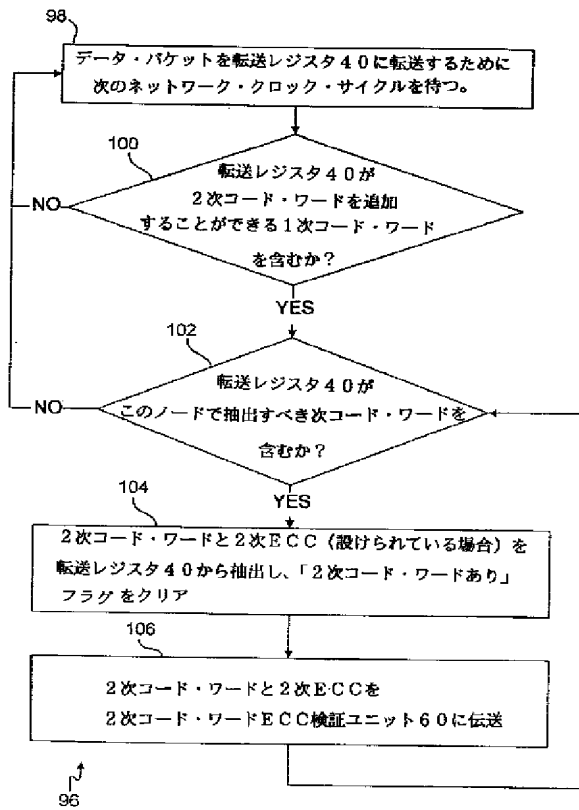 98
データ・パケットを転送レジスタ４０に転送するために
次のネットワーク・クロック・サイクルを待つ。
100
転送レジスタ４０が
２次コード・ワードを追加
することができる１次コード・ワード
を含むか？
NO
YES
102
転送レジスタ４０が
このノードで抽出すべき次コード・ワードを
含むか？
NO
YES
104
２次コード・ワードと２次ＥＣＣ（設けられている場合）を
転送レジスタ４０から抽出し、「２次コード・ワードあり」
フラグをクリア
106
２次コード・ワードと２次ＥＣＣを
２次コード・ワードＥＣＣ検証ユニット６０に伝送
96